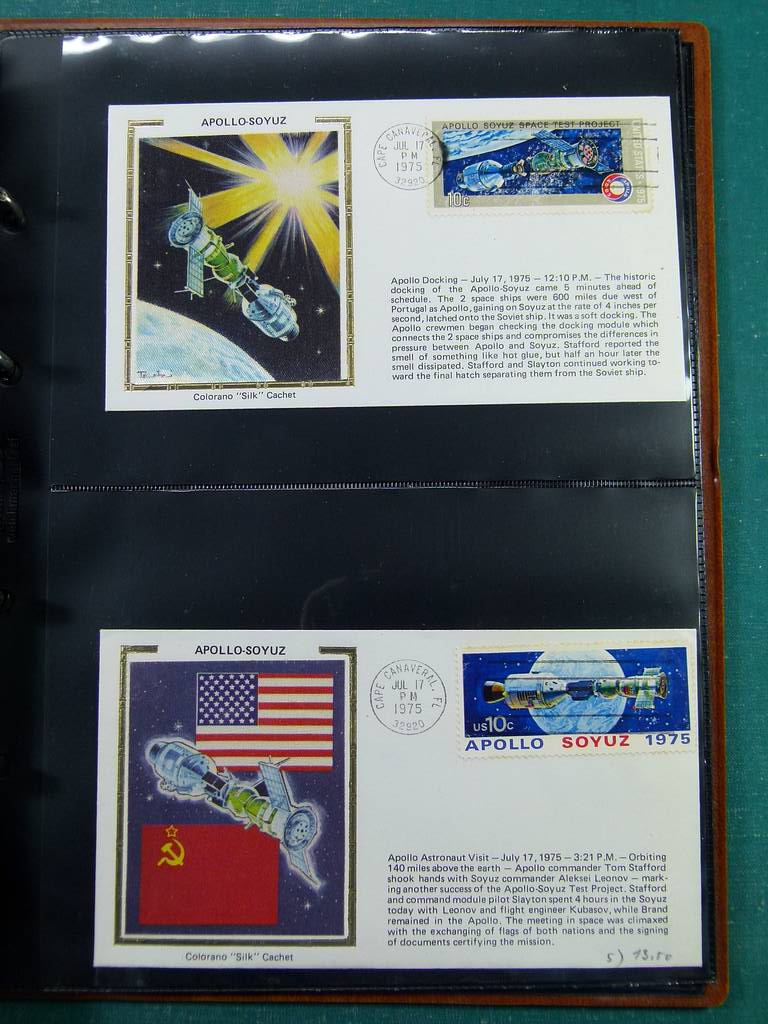 APOLLO-SOYUZ
CAPE CANAVERAL, FL
JUL 17
PM
1975
32920
APOLLO SOYUZ SPACE TEST PROJECT
UNITED STATES 1975
10c
Apollo Docking — July 17, 1975 — 12:10 P.M. — The historic
docking of the Apollo-Soyuz came 5 minutes ahead of
schedule. The 2 space ships were 600 miles due west of
Portugal as Apollo, gaining on Soyuz at the rate of 4 inches per
second, latched onto the Soviet ship. It was a soft docking. The
Apollo crewmen began checking the docking module which
connects the 2 space ships and compromises the differences in
pressure between Apollo and Soyuz. Stafford reported the
smell of something like hot glue, but half an hour later the
smell dissipated. Stafford and Slayton continued working to-
ward the final hatch separating them from the Soviet ship.
Colorano "Silk" Cachet
APOLLO-SOYUZ
CAPE CANAVERAL, FL
JUL 17
PM
1975
32920
US 10c
APOLLO SOYUZ 1975
Apollo Astronaut Visit — July 17, 1975 — 3:21 P.M. — Orbiting
140 miles above the earth — Apollo commander Tom Stafford
shook hands with Soyuz commander Aleksei Leonov — mark-
ing another success of the Apollo-Soyuz Test Project. Stafford
and command module pilot Slayton spent 4 hours in the Soyuz
today with Leonov and flight engineer Kubasov, while Brand
remained in the Apollo. The meeting in space was climaxed
with the exchanging of flags of both nations and the signing
of documents certifying the mission.
Colorano "Silk" Cachet
5) 13,50